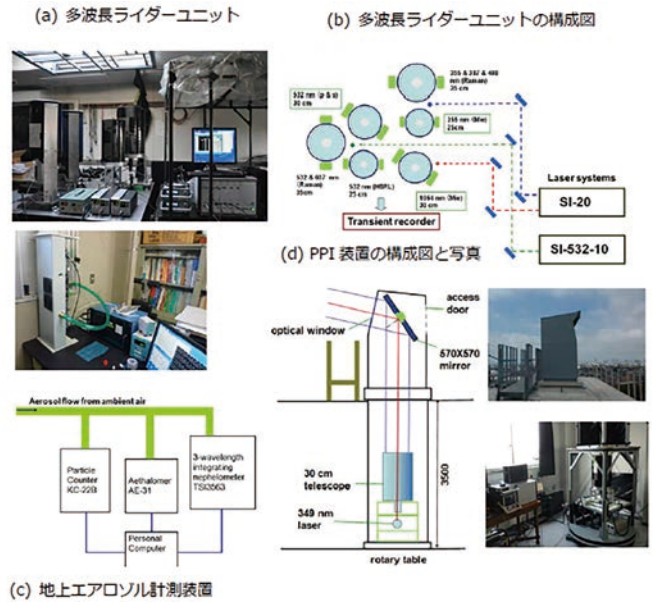 (a) 多波長ライダーユニット
(b) 多波長ライダーユニットの構成図
355 & 387 & 408
(Raman)
35 cm
532 nm (p & s)
30 cm
355 nm (Mie)
25cm
532 & 607 nm
(Raman)
35cm
532 nm (HSRL)
25 cm
1064 nm (Mie)
30 cm
Laser systems
SI-20
SI-532-10
Transient recorder
(d) PPI 装置の構成図と写真
access
door
optical window
570X570
mirror
3500
30 cm
telescope
349 nm
laser
rotary table
Aerosol flow from ambient air
Particle
Counter
KC-22B
Aethalomer
AE-31
3-wavelength
integrating
nephelometer
TSI3563
Personal
Computer
(c) 地上エアロゾル計測装置